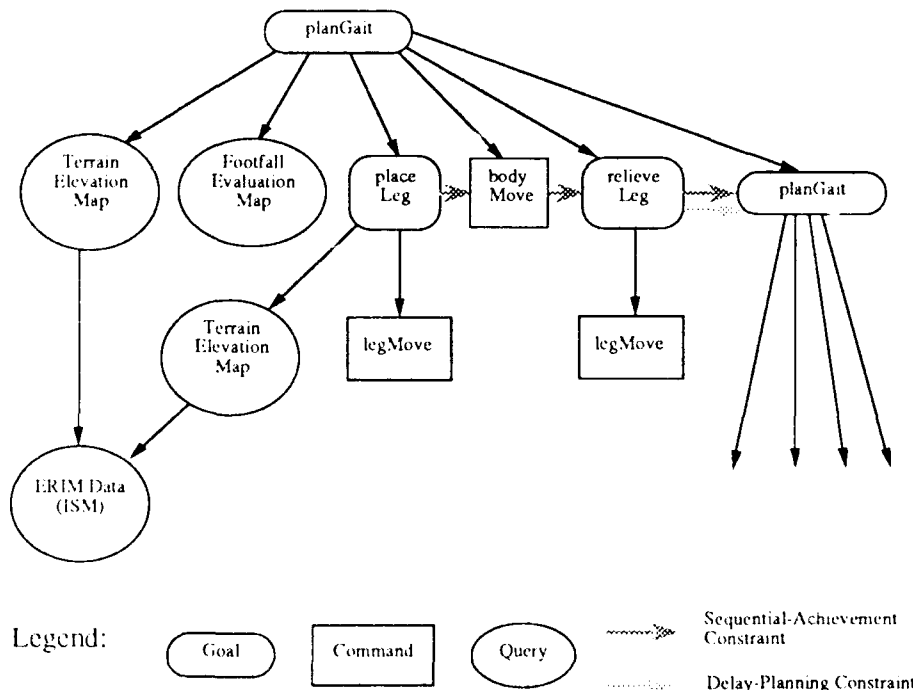 planGait
Terrain
Elevation
Map
Footfall
Evaluation
Map
place
Leg
body
Move
relieve
Leg
planGait
Terrain
Elevation
Map
legMove
legMove
ERIM Data
(ISM)
Legend:
Goal
Command
Query
Sequential-Achievement
Constraint
Delay-Planning Constraint